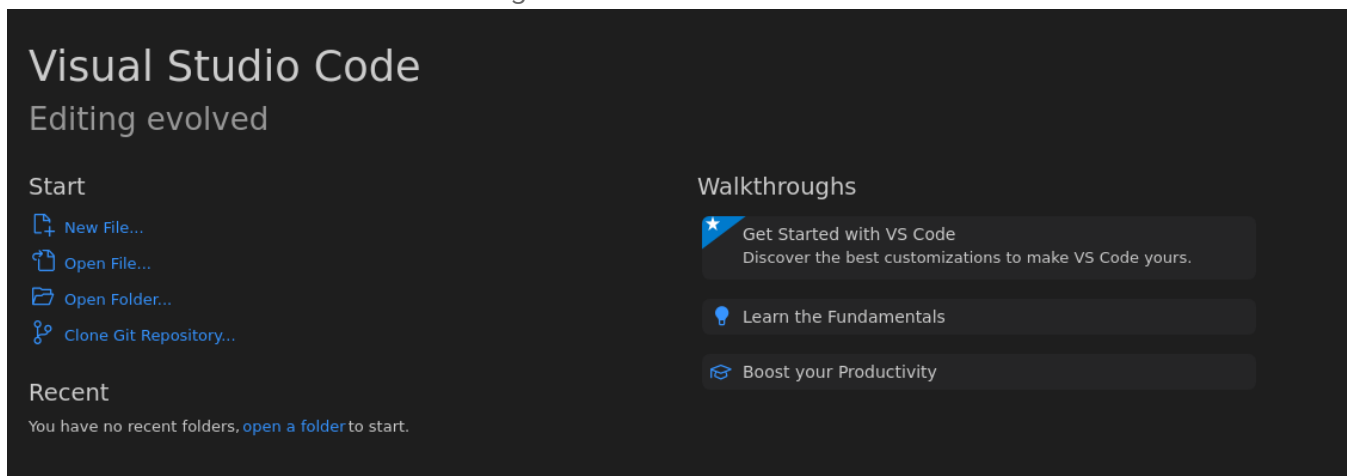 Visual Studio Code
Editing evolved
Start
New File...
Open File...
Open Folder...
Clone Git Repository...
Recent
You have no recent folders, open a folder to start.
Walkthroughs
Get Started with VS Code
Discover the best customizations to make VS Code yours.
Learn the Fundamentals
Boost your Productivity